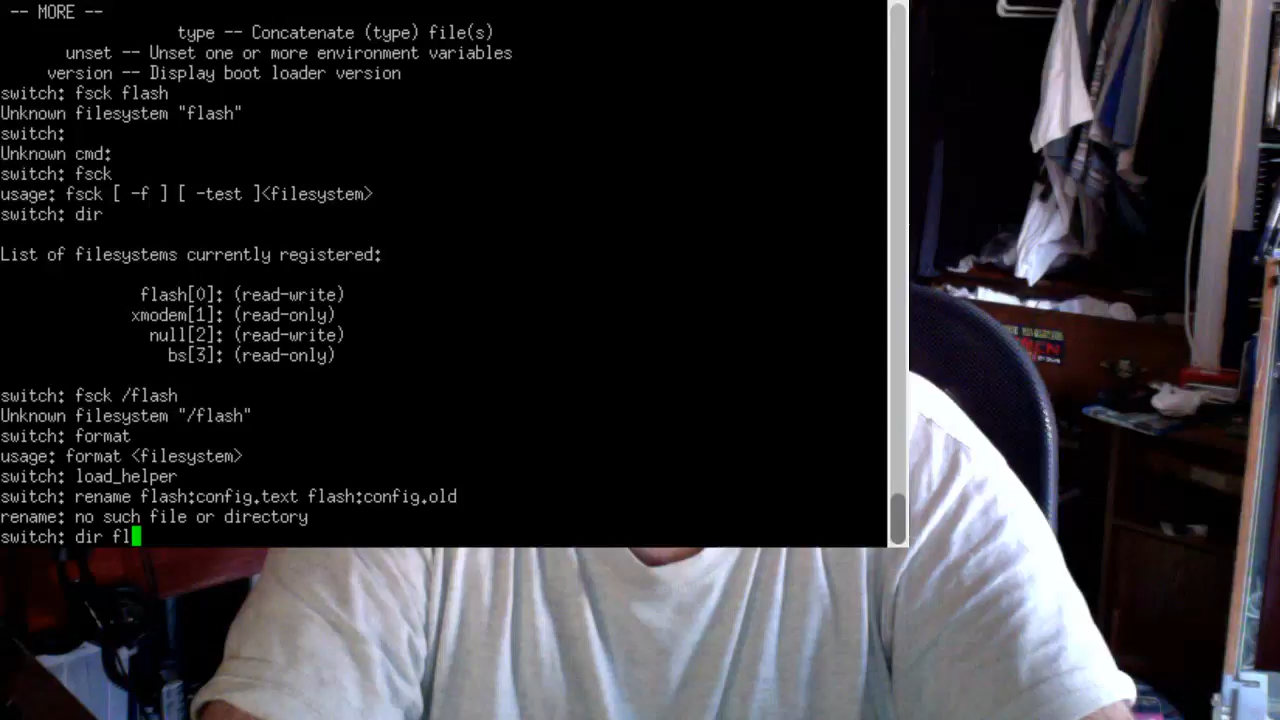 -- MORE --
type -- Concatenate (type) file(s)
unset -- Unset one or more environment variables
version -- Display boot loader version
switch: fsck flash
Unknown filesystem "flash"
switch:
Unknown cmd:
switch: fsck
usage: fsck [ -f ] [ -test ]<filesystem>
switch: dir
List of filesystems currently registered:
flash[0]: (read-write)
xmodem[1]: (read-only)
null[2]: (read-write)
bs[3]: (read-only)
switch: fsck /flash
Unknown filesystem "/flash"
switch: format
usage: format <filesystem>
switch: load_helper
switch: rename flash:config.text flash:config.old
rename: no such file or directory
switch: dir fl